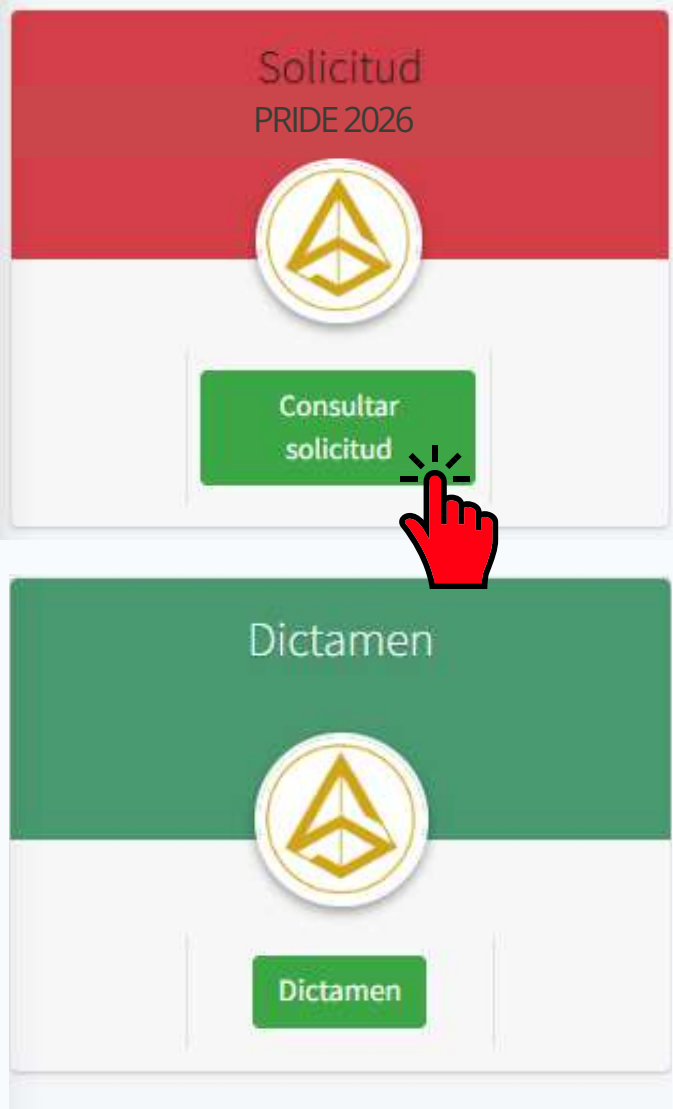 Solicitud
PRIDE 2026
Consultar
solicitud
Dictamen
Dictamen